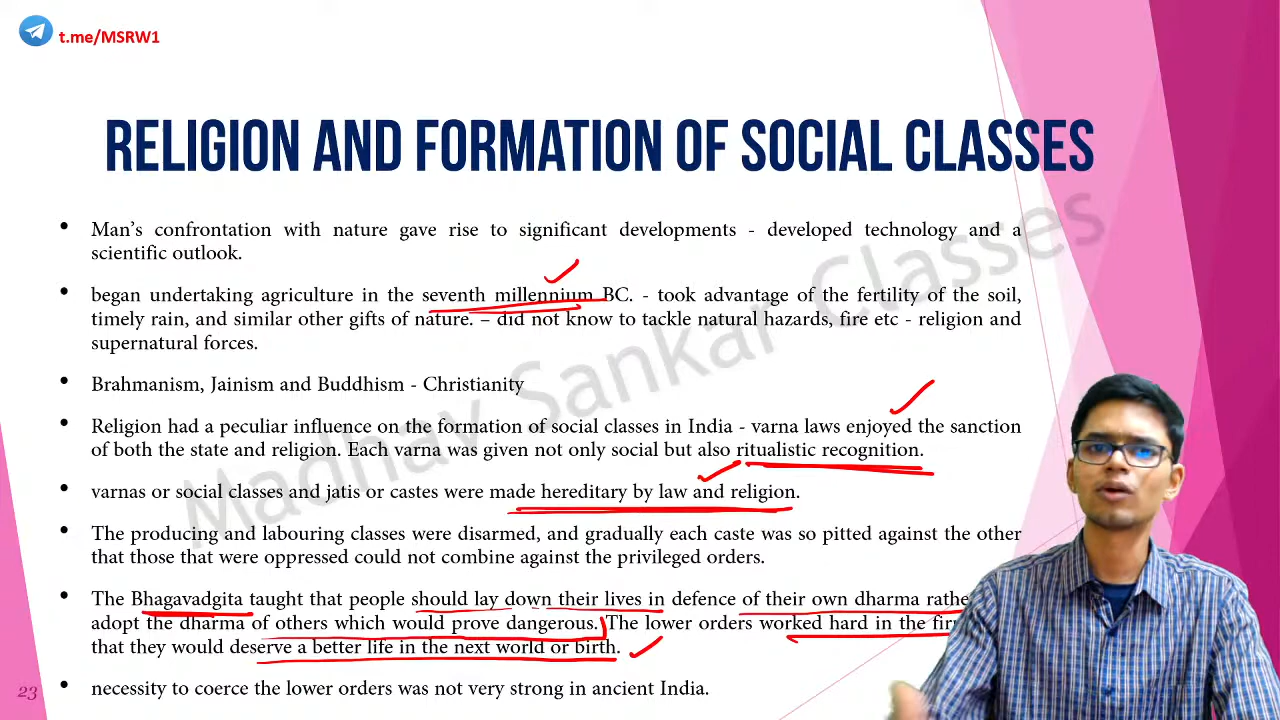 t.me/MSRW1
RELIGION AND FORMATION OF SOCIAL CLASSES
• Man's confrontation with nature gave rise to significant developments - developed technology and a
scientific outlook.
• began undertaking agriculture in the seventh millennium BC. - took advantage of the fertility of the soil,
timely rain, and similar other gifts of nature. – did not know to tackle natural hazards, fire etc - religion and
supernatural forces.
• Brahmanism, Jainism and Buddhism - Christianity
• Religion had a peculiar influence on the formation of social classes in India - varna laws enjoyed the sanction
of both the state and religion. Each varna was given not only social but also ritualistic recognition.
• varnas or social classes and jatis or castes were made hereditary by law and religion.
• The producing and labouring classes were disarmed, and gradually each caste was so pitted against the other
that those that were oppressed could not combine against the privileged orders.
• The Bhagavadgita taught that people should lay down their lives in defence of their own dharma rathe
adopt the dharma of others which would prove dangerous. The lower orders worked hard in the fir
that they would deserve a better life in the next world or birth.
• necessity to coerce the lower orders was not very strong in ancient India.
23
Madhav Sankar Classes